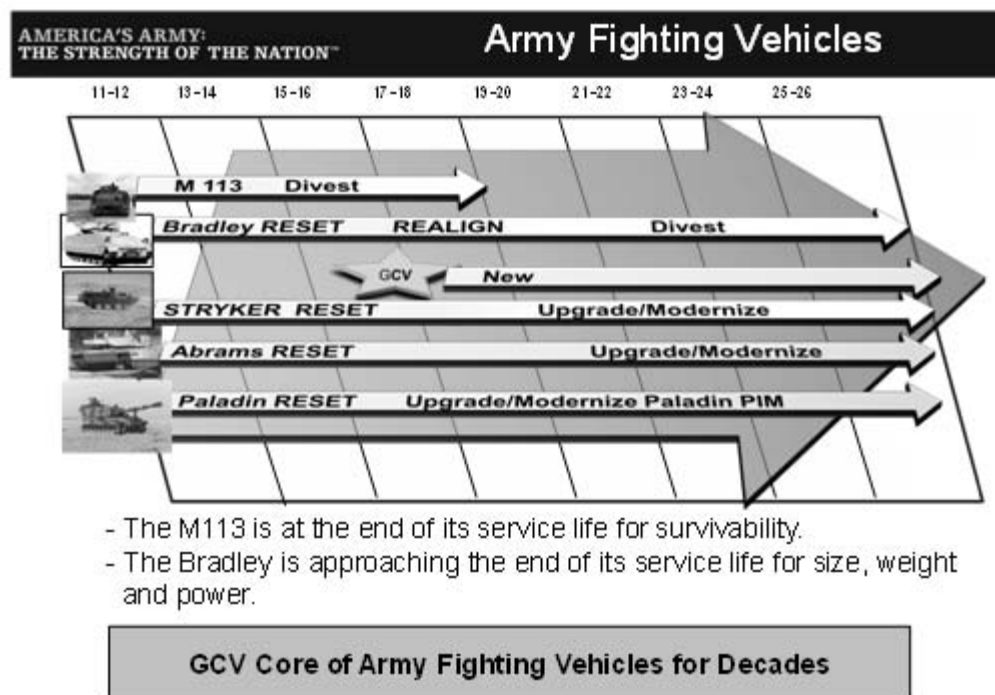 AMERICA'S ARMY:
THE STRENGTH OF THE NATION™
Army Fighting Vehicles
11-12 13-14 15-16 17-18 19-20 21-22 23-24 25-26
M 113 Divest
Bradley RESET REALIGN Divest
GCV New
STRYKER RESET Upgrade/Modernize
Abrams RESET Upgrade/Modernize
Paladin RESET Upgrade/Modernize Paladin PIM
- The M113 is at the end of its service life for survivability.
- The Bradley is approaching the end of its service life for size, weight
and power.
GCV Core of Army Fighting Vehicles for Decades